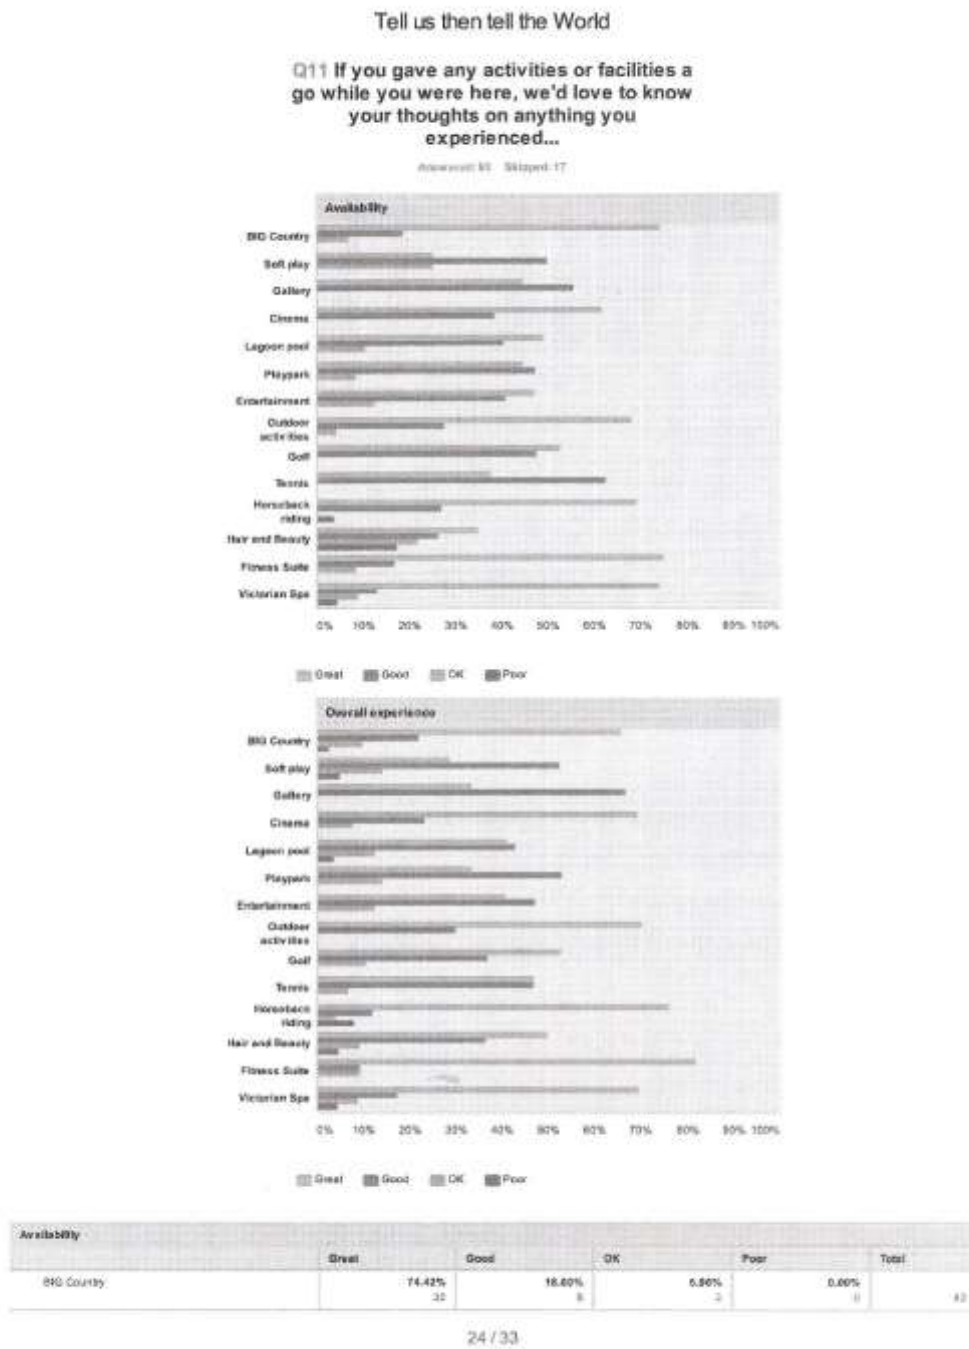 Tell us then tell the World
Q11 If you gave any activities or facilities a
go while you were here, we'd love to know
your thoughts on anything you
experienced...
Answered: 93 Skipped: 17
Availability
BIG Country
Soft play
Gallery
Cinema
Lagoon pool
Playpark
Entertainment
Outdoor
activities
Golf
Tennis
Horseback
riding
Hair and Beauty
Fitness Suite
Victorian Spa
0% 10% 20% 30% 40% 50% 60% 70% 80% 90% 100%
Great Good OK Poor
Overall experience
BIG Country
Soft play
Gallery
Cinema
Lagoon pool
Playpark
Entertainment
Outdoor
activities
Golf
Tennis
Horseback
riding
Hair and Beauty
Fitness Suite
Victorian Spa
0% 10% 20% 30% 40% 50% 60% 70% 80% 90% 100%
Great Good OK Poor
Availability
Great Good OK Poor Total
BIG Country 74.42% 18.60% 6.98% 0.00%
32 8 3 0 43
24 / 33